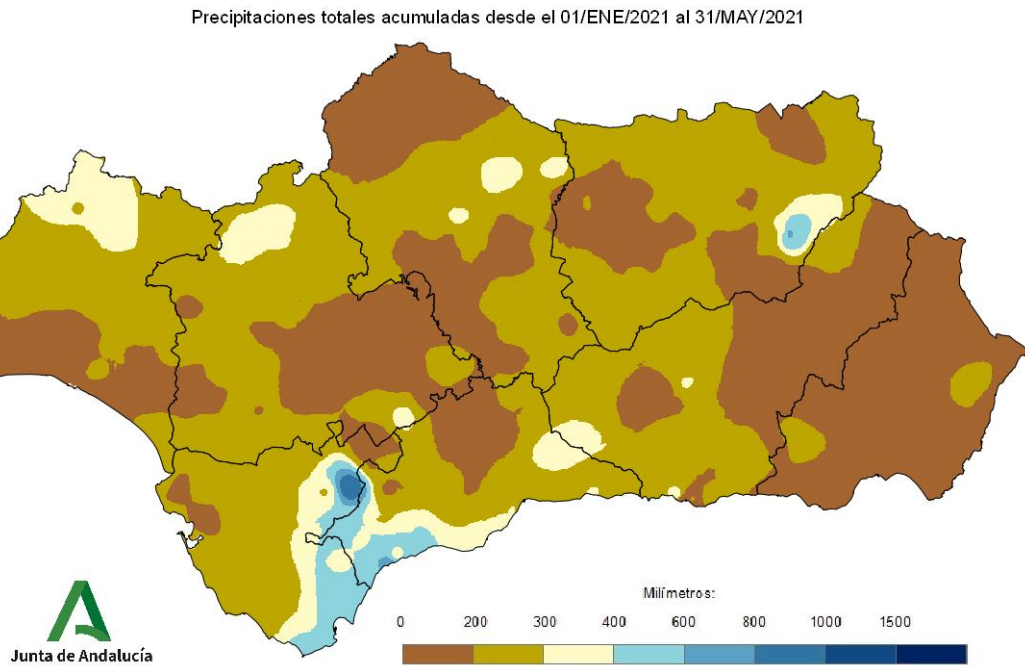 Precipitaciones totales acumuladas desde el 01/ENE/2021 al 31/MAY/2021
Milímetros:
0 200 300 400 600 800 1000 1500
Junta de Andalucía